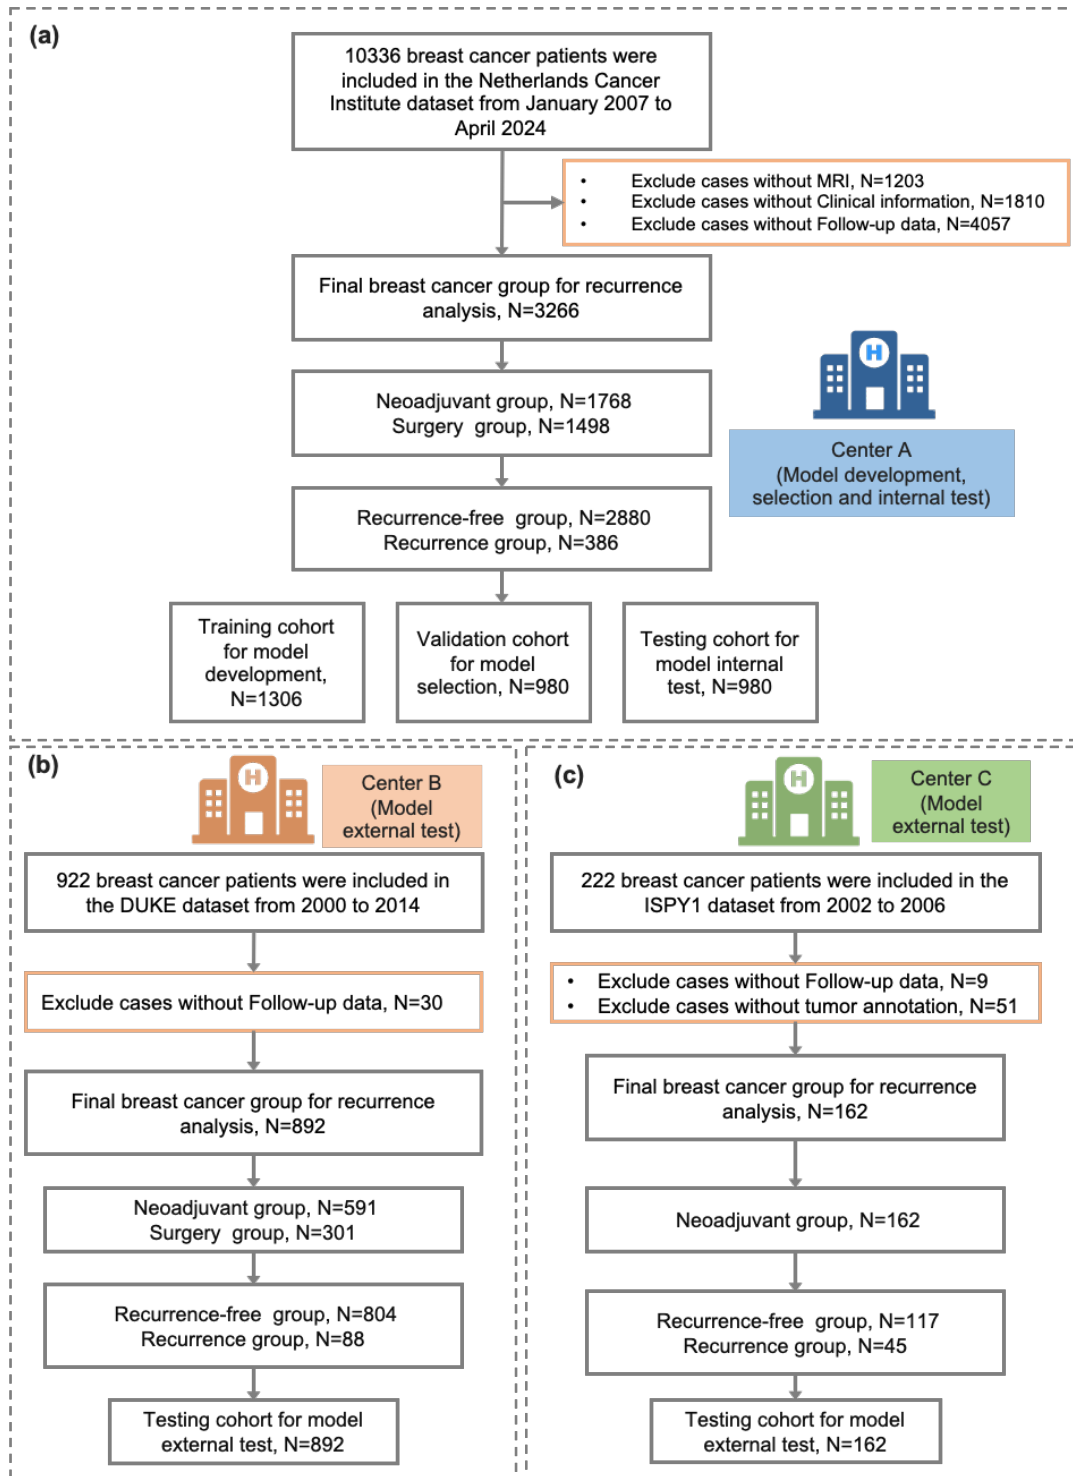 (a)
10336 breast cancer patients were
included in the Netherlands Cancer
Institute dataset from January 2007 to
April 2024
• Exclude cases without MRI, N=1203
• Exclude cases without Clinical information, N=1810
• Exclude cases without Follow-up data, N=4057
Final breast cancer group for recurrence
analysis, N=3266
H
Neoadjuvant group, N=1768
Surgery group, N=1498
Center A
(Model development,
selection and internal test)
Recurrence-free group, N=2880
Recurrence group, N=386
Training cohort
for model
development,
N=1306
Validation cohort
for model
selection, N=980
Testing cohort for
model internal
test, N=980
(b)
H
Center B
(Model
external test)
922 breast cancer patients were included in
the DUKE dataset from 2000 to 2014
Exclude cases without Follow-up data, N=30
Final breast cancer group for recurrence
analysis, N=892
Neoadjuvant group, N=591
Surgery group, N=301
Recurrence-free group, N=804
Recurrence group, N=88
Testing cohort for model
external test, N=892
(c)
H
Center C
(Model
external test)
222 breast cancer patients were included in the
ISPY1 dataset from 2002 to 2006
• Exclude cases without Follow-up data, N=9
• Exclude cases without tumor annotation, N=51
Final breast cancer group for recurrence
analysis, N=162
Neoadjuvant group, N=162
Recurrence-free group, N=117
Recurrence group, N=45
Testing cohort for model
external test, N=162